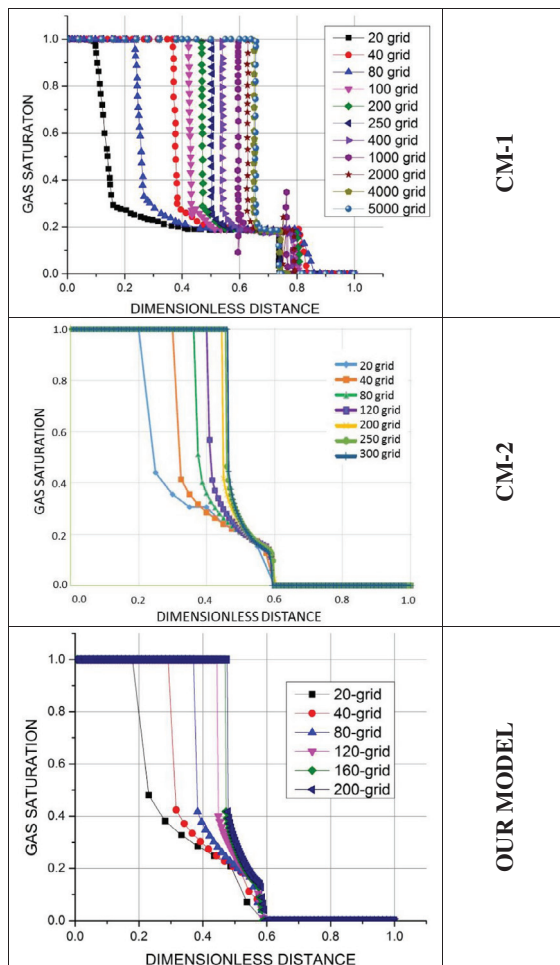 1.0
0.8
0.6
0.4
0.2
0.0
GAS SATURATON
0.0 0.2 0.4 0.6 0.8 1.0
DIMENSIONLESS DISTANCE
20 grid
40 grid
80 grid
100 grid
200 grid
250 grid
400 grid
1000 grid
2000 grid
4000 grid
5000 grid
CM-1
1.0
0.8
0.6
0.4
0.2
0.0
GAS SATURATION
0.0 0.2 0.4 0.6 0.8 1.0
DIMENSIONLESS DISTANCE
20 grid
40 grid
80 grid
120 grid
200 grid
250 grid
300 grid
CM-2
1.0
0.8
0.6
0.4
0.2
0.0
GAS SATURATION
0.0 0.2 0.4 0.6 0.8 1.0
DIMENSIONLESS DISTANCE
20-grid
40-grid
80-grid
120-grid
160-grid
200-grid
OUR MODEL